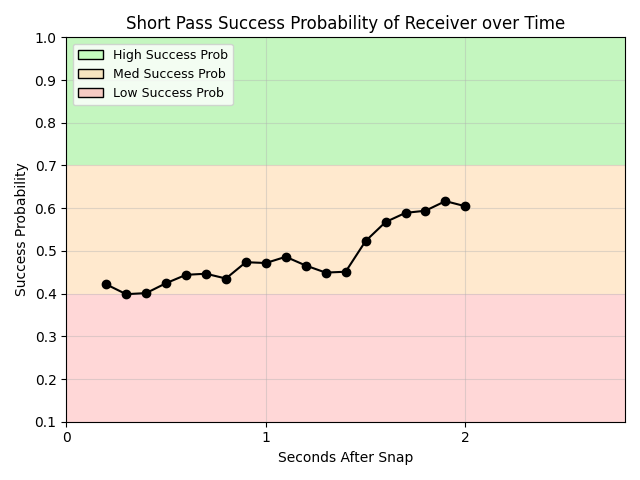 Short Pass Success Probability of Receiver over Time
1.0
0.9
0.8
0.7
0.6
0.5
0.4
0.3
0.2
0.1
High Success Prob
Med Success Prob
Low Success Prob
Success Probability
0 1 2
Seconds After Snap